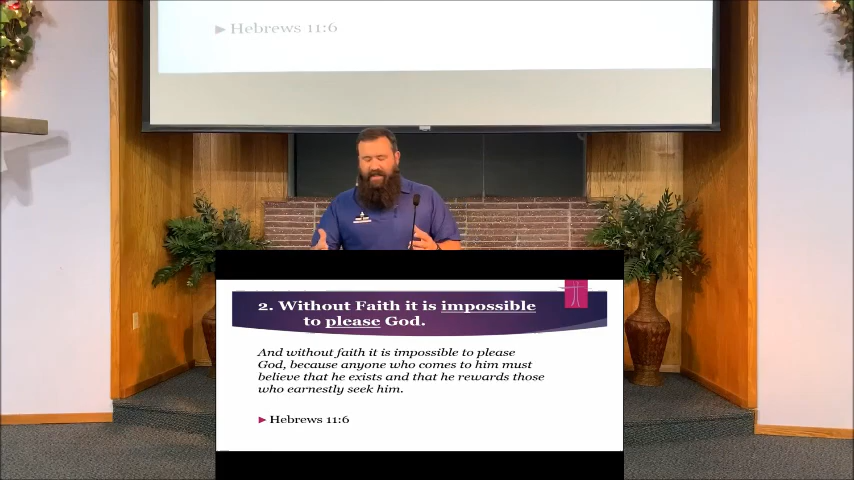 Hebrews 11:6
2. Without Faith it is impossible
to please God.
And without faith it is impossible to please
God, because anyone who comes to him must
believe that he exists and that he rewards those
who earnestly seek him.
Hebrews 11:6